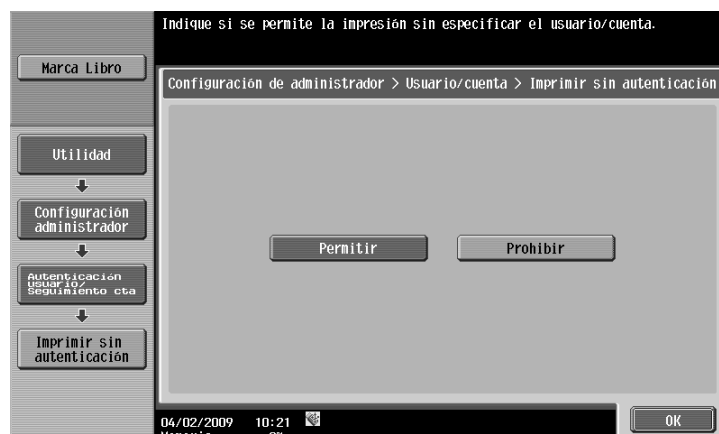 Indique si se permite la impresión sin especificar el usuario/cuenta.
Marca Libro
Configuración de administrador > Usuario/cuenta > Imprimir sin autenticación
Utilidad
Configuración
administrador
Autenticación
usuario/
Seguimiento cta
Imprimir sin
autenticación
Permitir
Prohibir
04/02/2009 10:21
OK